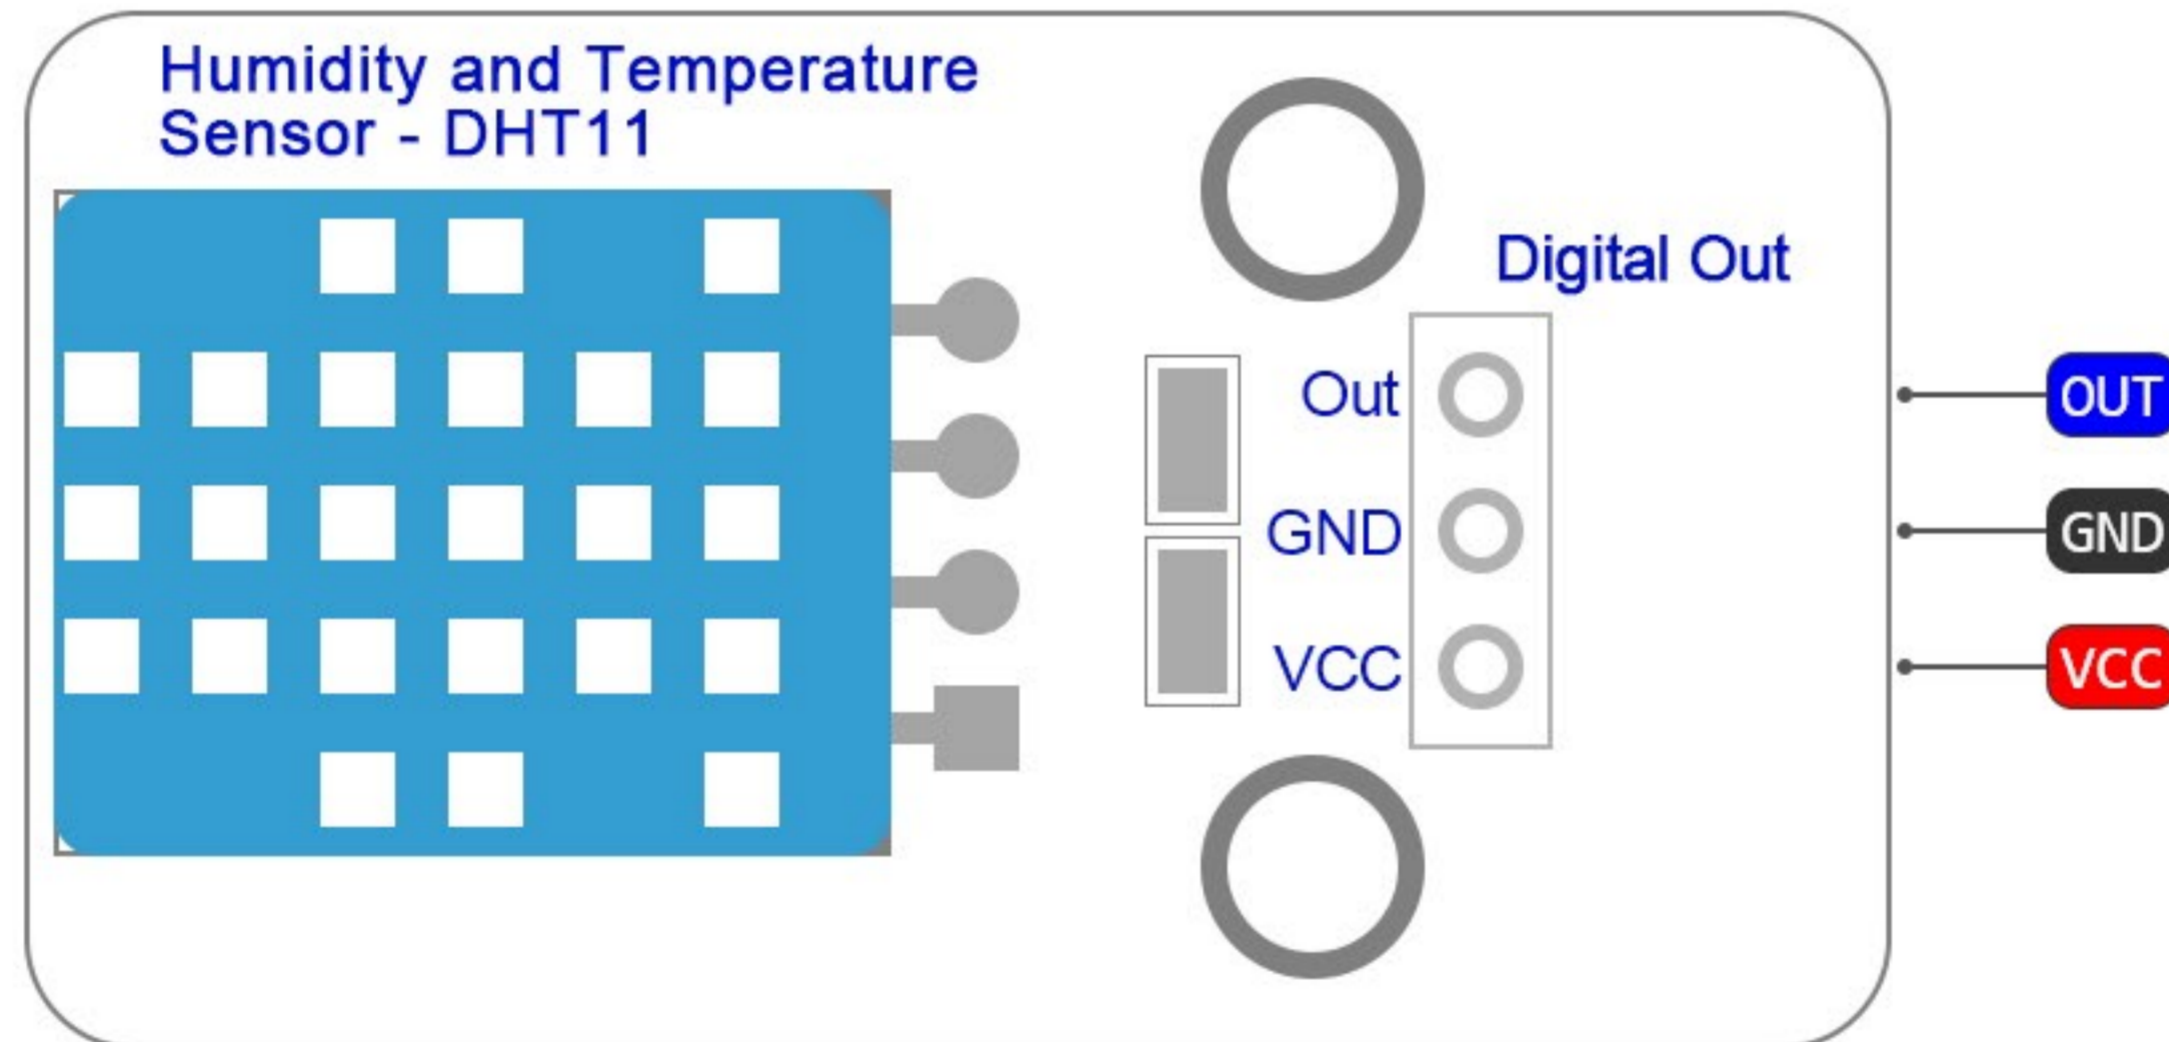 Humidity and Temperature
Sensor - DHT11
Digital Out
Out
GND
VCC
OUT
GND
VCC